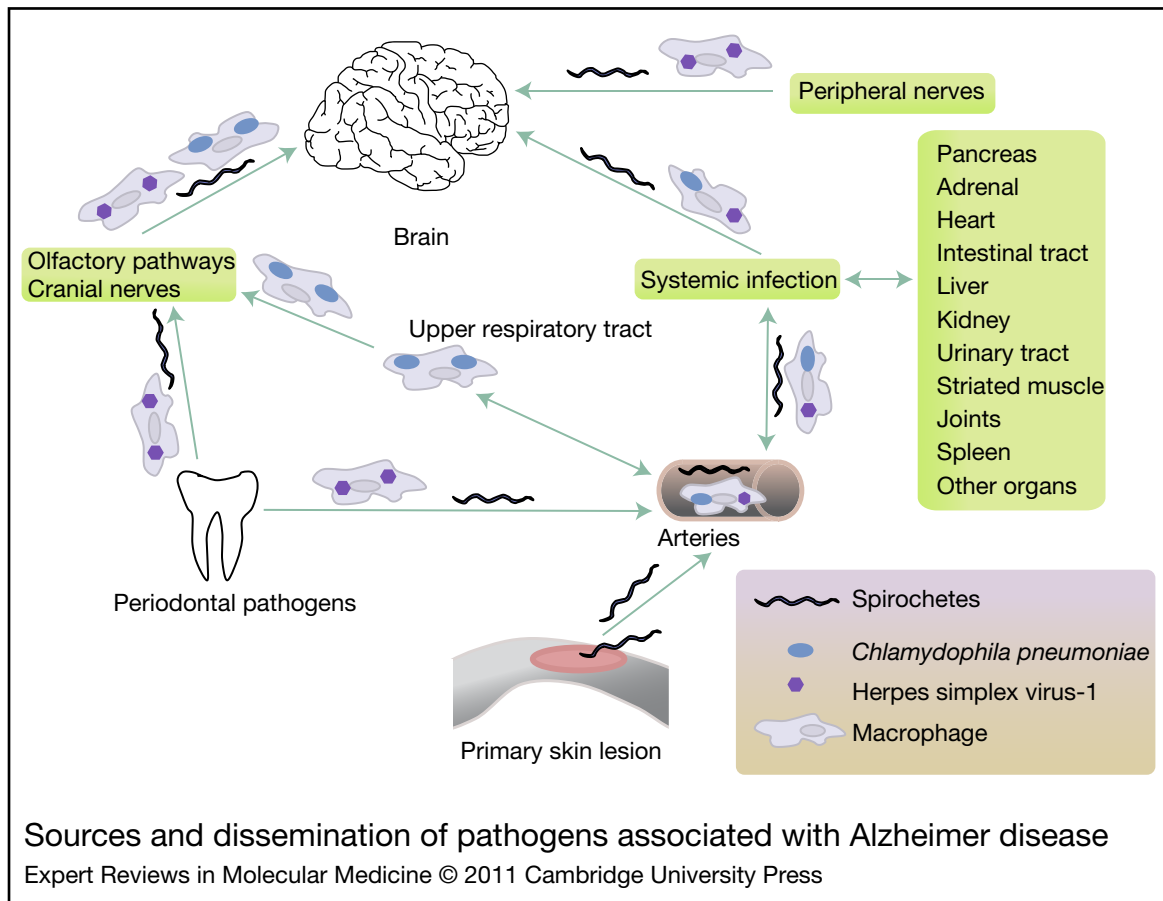 Peripheral nerves
Pancreas
Adrenal
Heart
Intestinal tract
Liver
Kidney
Urinary tract
Striated muscle
Joints
Spleen
Other organs
Brain
Olfactory pathways
Cranial nerves
Systemic infection
Upper respiratory tract
Arteries
Periodontal pathogens
Primary skin lesion
Spirochetes
Chlamydophila pneumoniae
Herpes simplex virus-1
Macrophage
Sources and dissemination of pathogens associated with Alzheimer disease
Expert Reviews in Molecular Medicine © 2011 Cambridge University Press